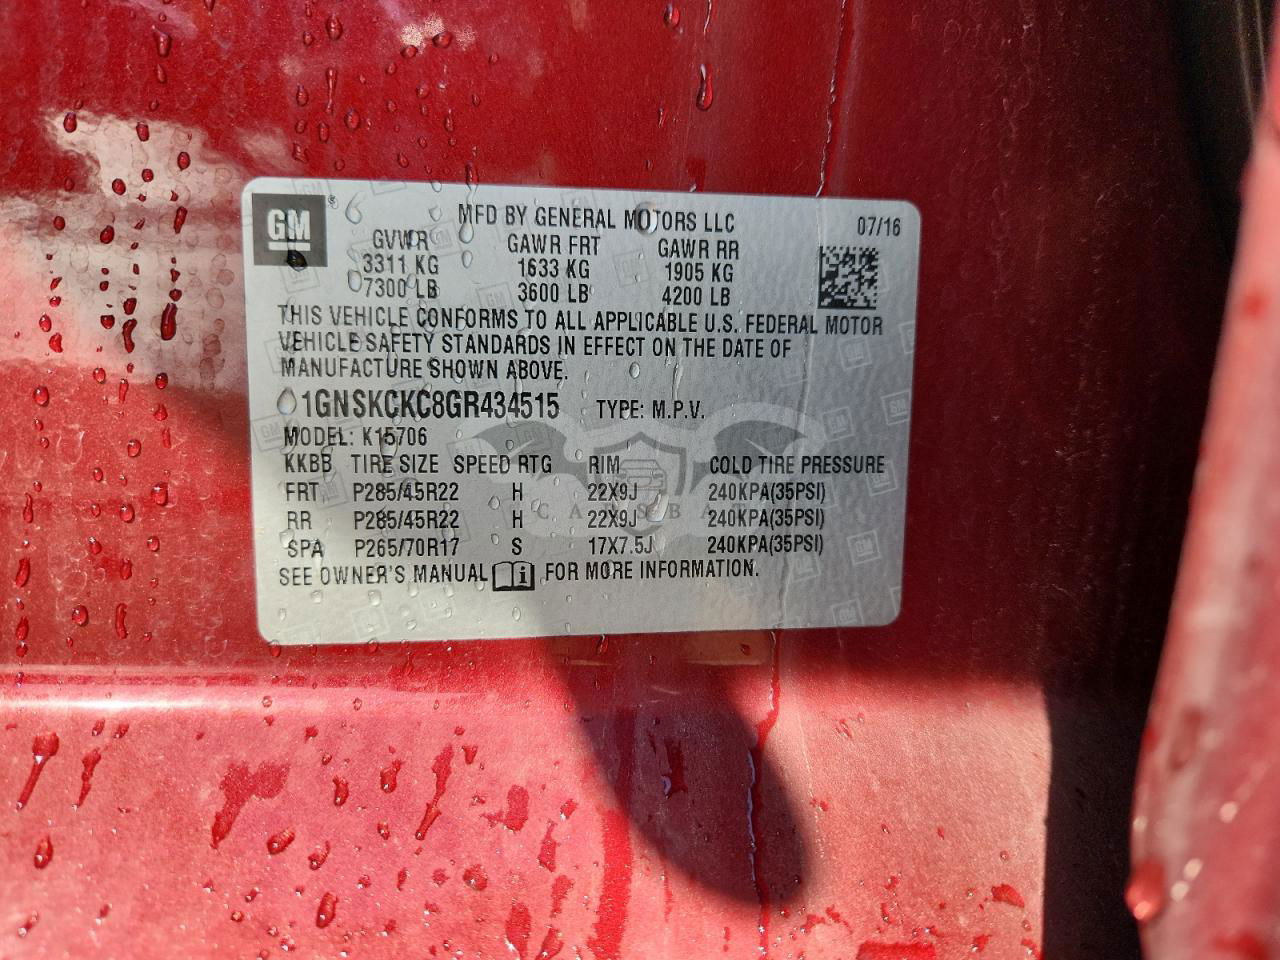 GM
MFD BY GENERAL MOTORS LLC 07/16
GVWR GAWR FRT GAWR RR
3311 KG 1633 KG 1905 KG
7300 LB 3600 LB 4200 LB
THIS VEHICLE CONFORMS TO ALL APPLICABLE U.S. FEDERAL MOTOR
VEHICLE SAFETY STANDARDS IN EFFECT ON THE DATE OF
MANUFACTURE SHOWN ABOVE.
1GNSKCKC8GR434515 TYPE: M.P.V.
MODEL: K15706
KKBB TIRE SIZE SPEED RTG RIM COLD TIRE PRESSURE
FRT P285/45R22 H 22X9J 240KPA(35PSI)
RR P285/45R22 H 22X9J 240KPA(35PSI)
SPA P265/70R17 S 17X7.5J 240KPA(35PSI)
SEE OWNER'S MANUAL FOR MORE INFORMATION.